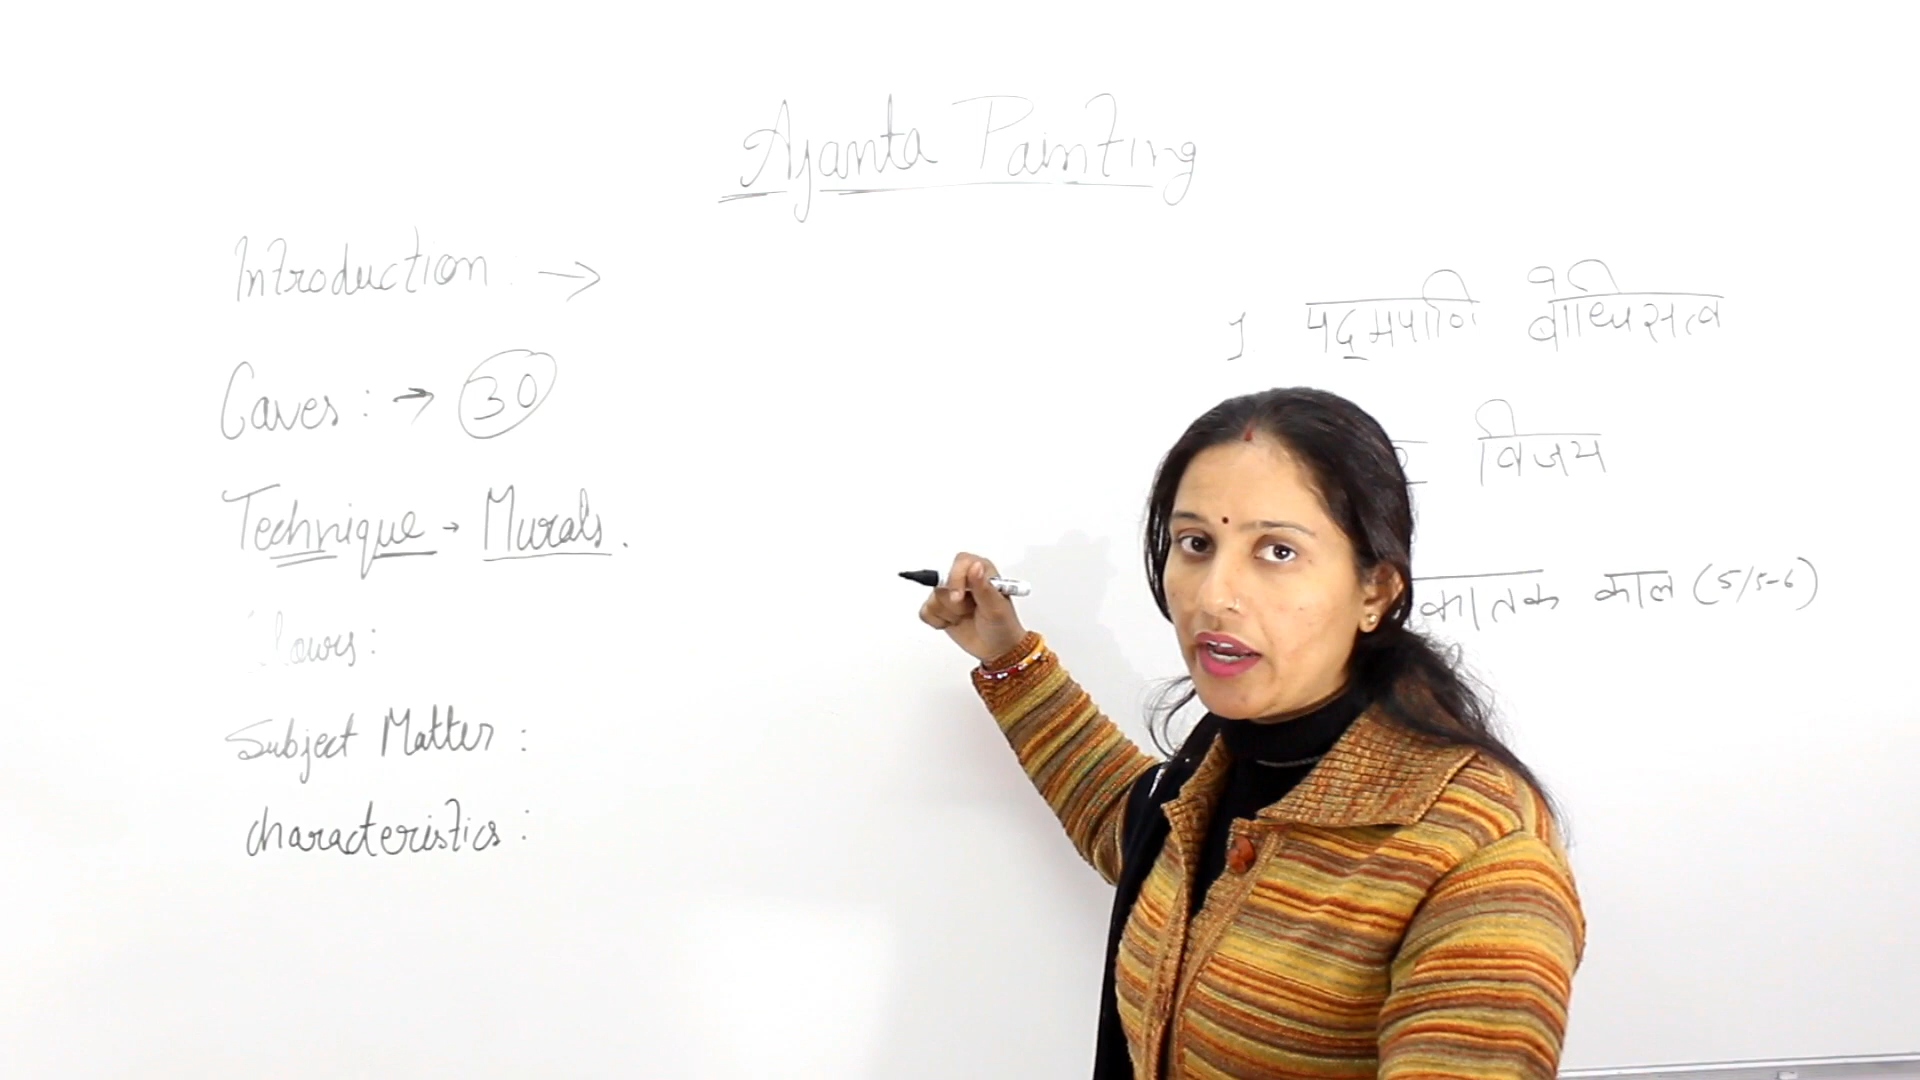 Ajanta Painting
Introduction : →
Caves : → 30
Technique - Murals.
Subject Matter :
characteristics :
1 पद्मपाणि बोधिसत्व
विजय
काल (5/5-6)